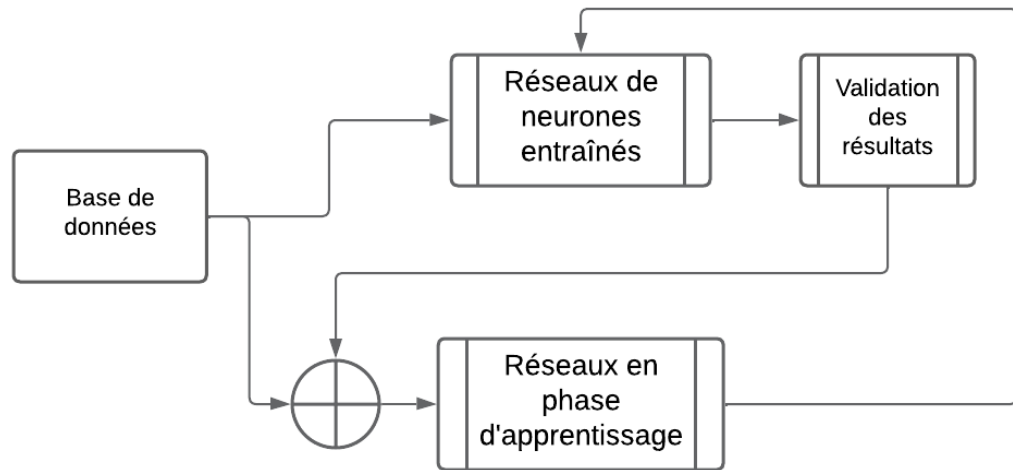 Réseaux de
neurones
entraînés
Validation
des
résultats
Base de
données
Réseaux en
phase
d'apprentissage